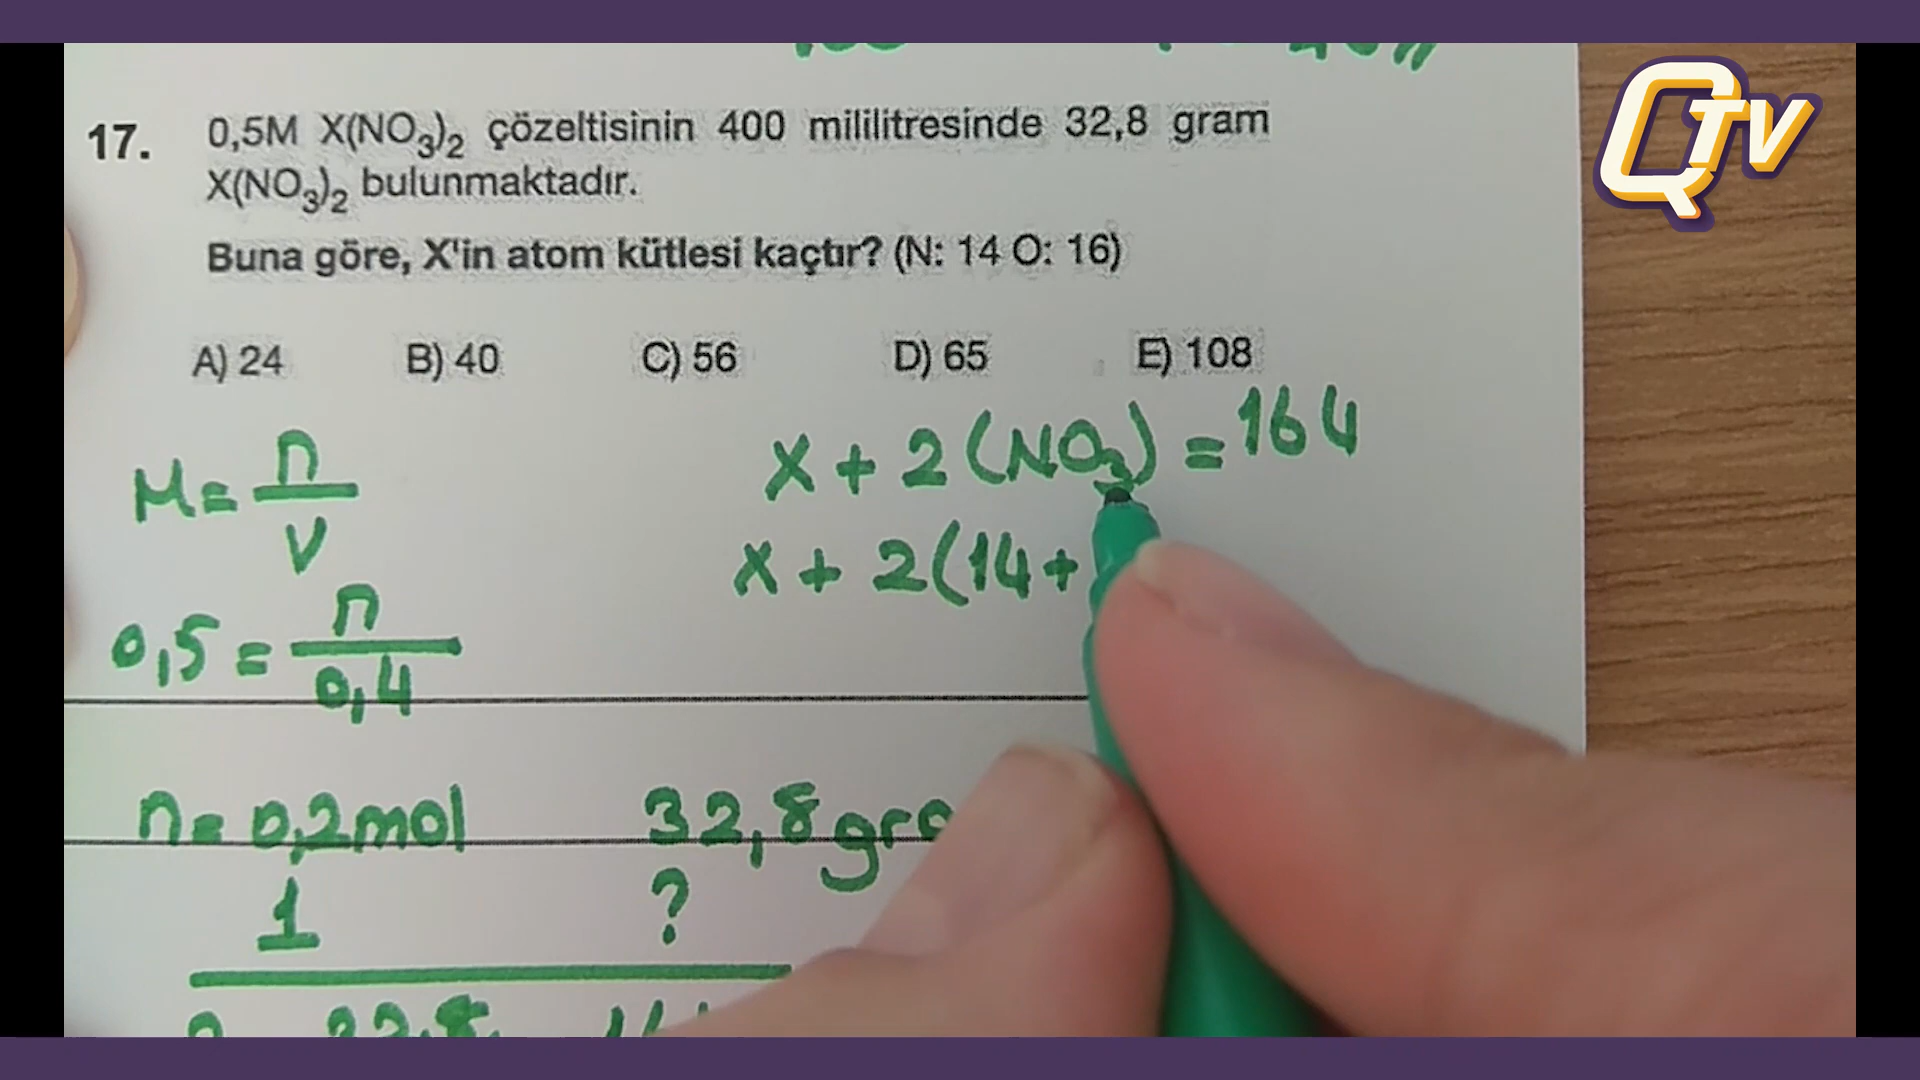 QTV
17. 0,5M X(NO3)2 çözeltisinin 400 mililitresinde 32,8 gram
X(NO3)2 bulunmaktadır.
Buna göre, X'in atom kütlesi kaçtır? (N: 14 O: 16)
A) 24 B) 40 C) 56 D) 65 E) 108
M = n/V
0,5 = n/0,4
n = 0,2mol 32,8
1 ?
X + 2(NO3) = 164
X + 2(14+